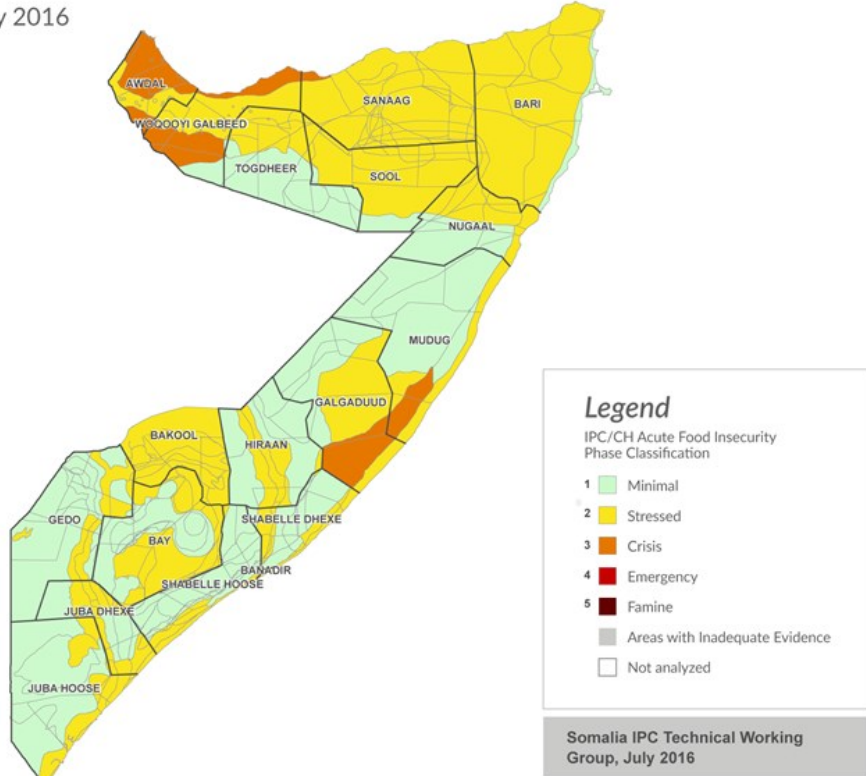 y 2016
AWDAL
WOQOOYI GALBEED
TOGDHEER
SANAAG
BARI
SOOL
NUGAAL
MUDUG
GALGADUUD
HIRAAN
BAKOOL
GEDO
BAY
SHABELLE DHEXE
BANADIR
SHABELLE HOOSE
JUBA DHEXE
JUBA HOOSE
Legend
IPC/CH Acute Food Insecurity
Phase Classification
1 Minimal
2 Stressed
3 Crisis
4 Emergency
5 Famine
Areas with Inadequate Evidence
Not analyzed
Somalia IPC Technical Working
Group, July 2016